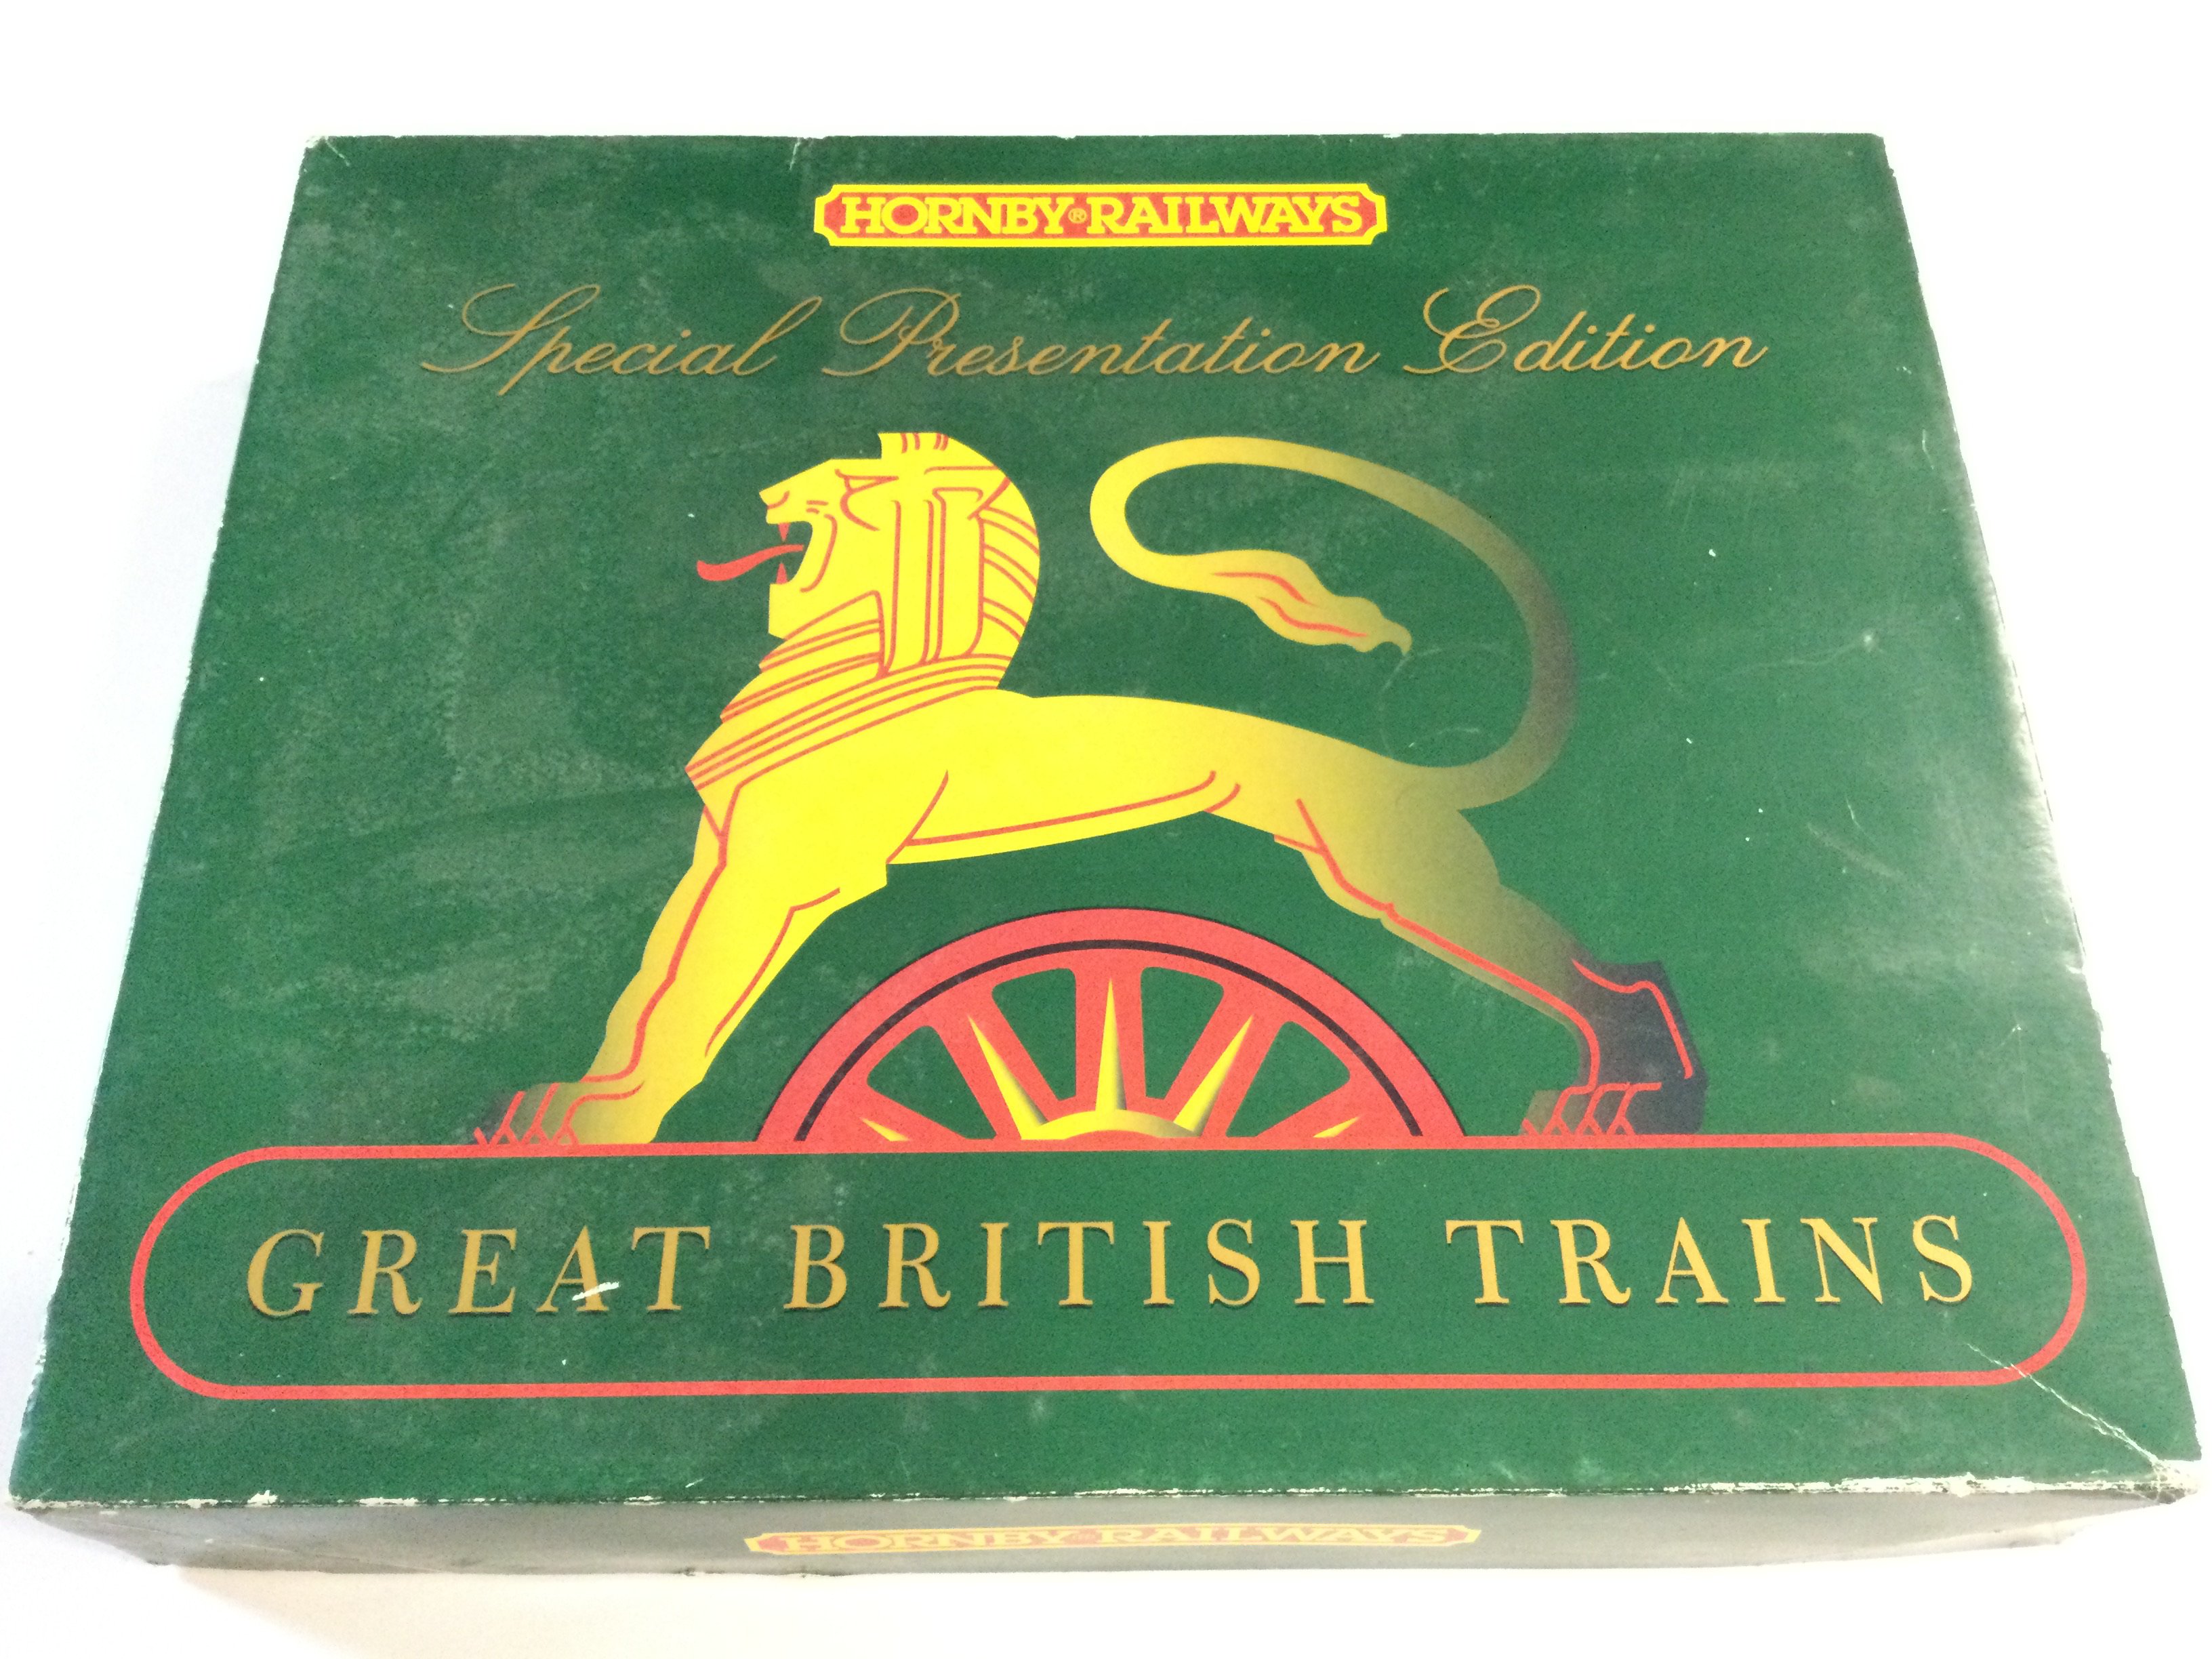 HORNBY® RAILWAYS
Special Presentation Edition
GREAT BRITISH TRAINS
HORNBY® RAILWAYS